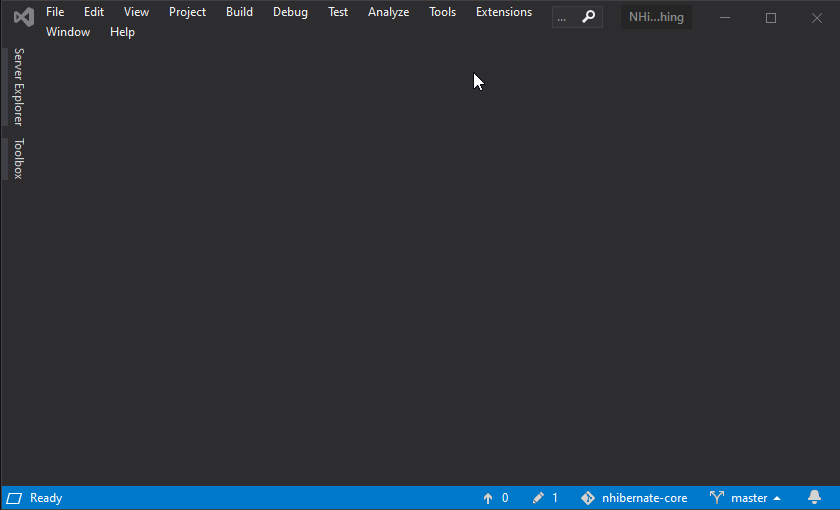 File Edit View Project Build Debug Test Analyze Tools Extensions ... NHi...hing
Window Help
Server Explorer
Toolbox
Ready 0 1 nhibernate-core master